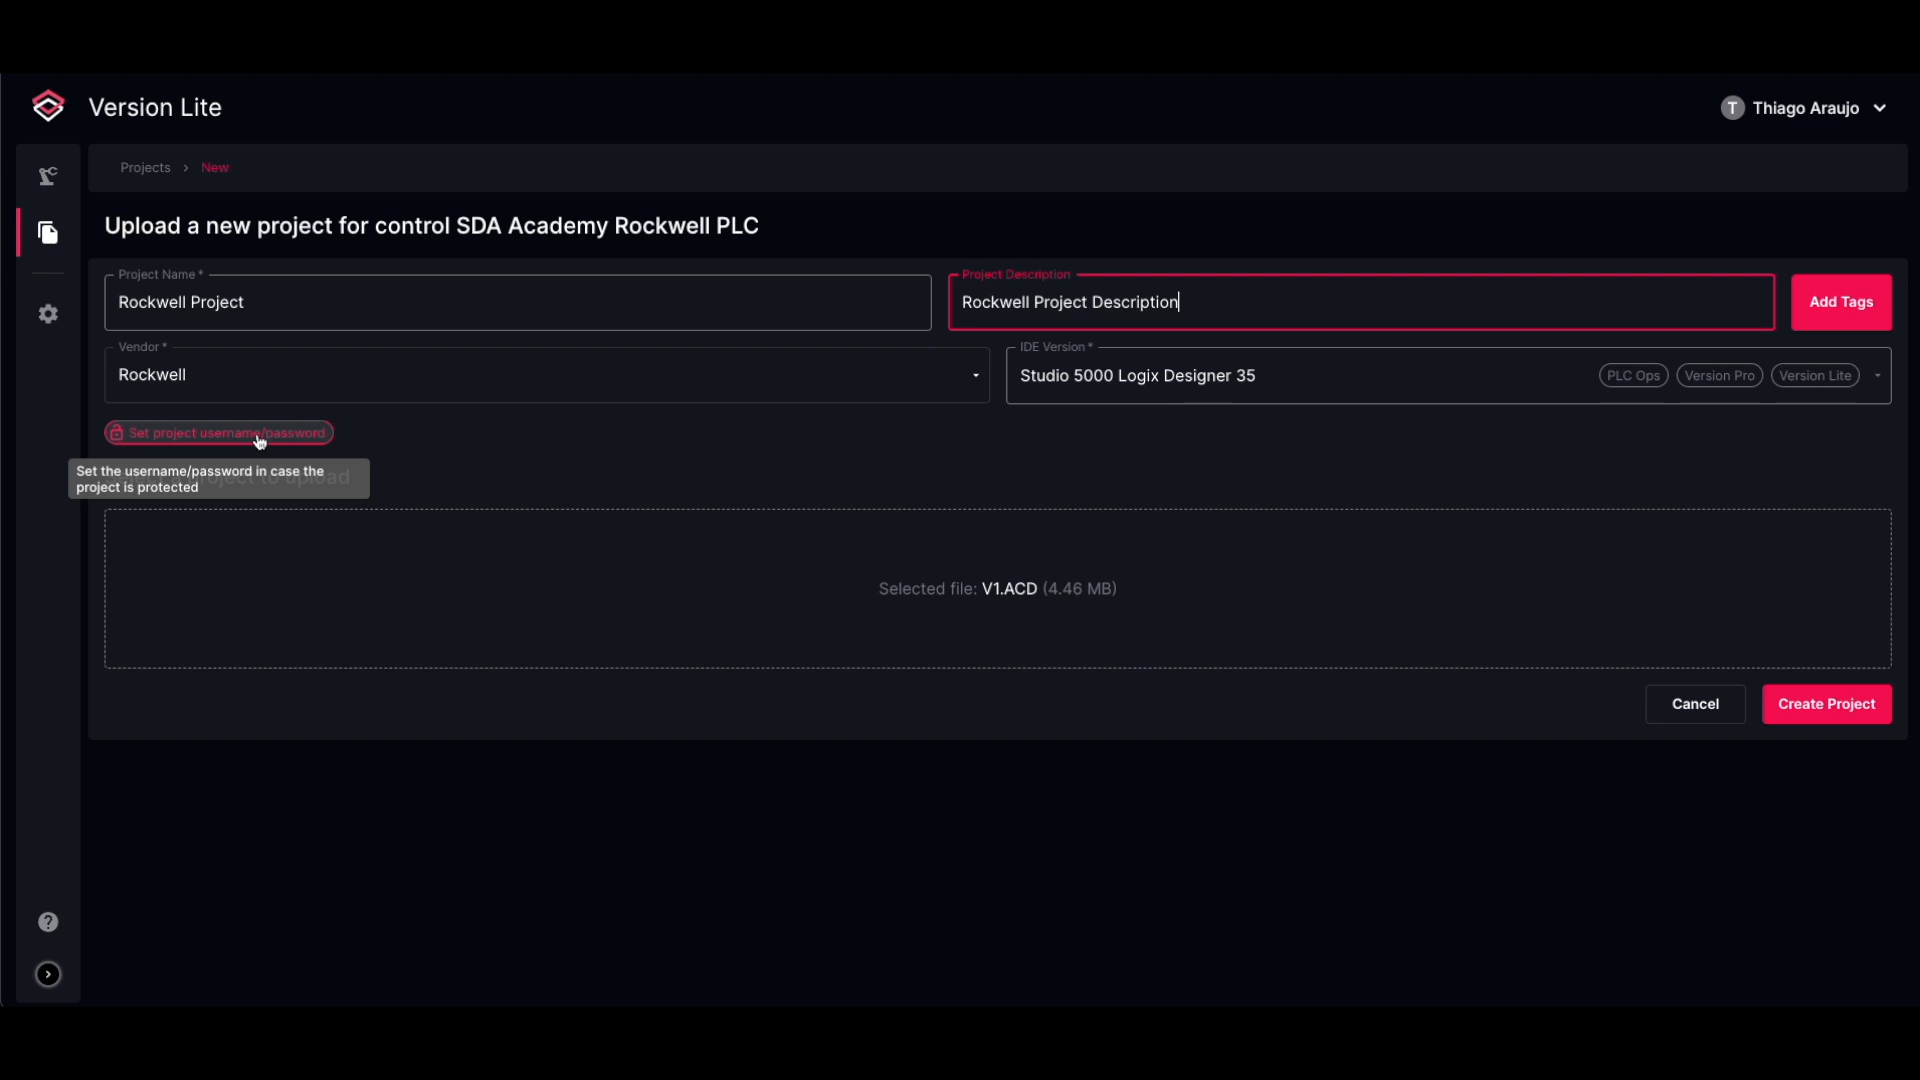 Version Lite
T Thiago Araujo
Projects > New
Upload a new project for control SDA Academy Rockwell PLC
Project Name *
Rockwell Project
Project Description
Rockwell Project Description
Add Tags
Vendor *
Rockwell
IDE Version *
Studio 5000 Logix Designer 35
PLC Ops
Version Pro
Version Lite
Set project username/password
Set the username/password in case the
project is protected
to upload
Selected file: V1.ACD (4.46 MB)
Cancel
Create Project